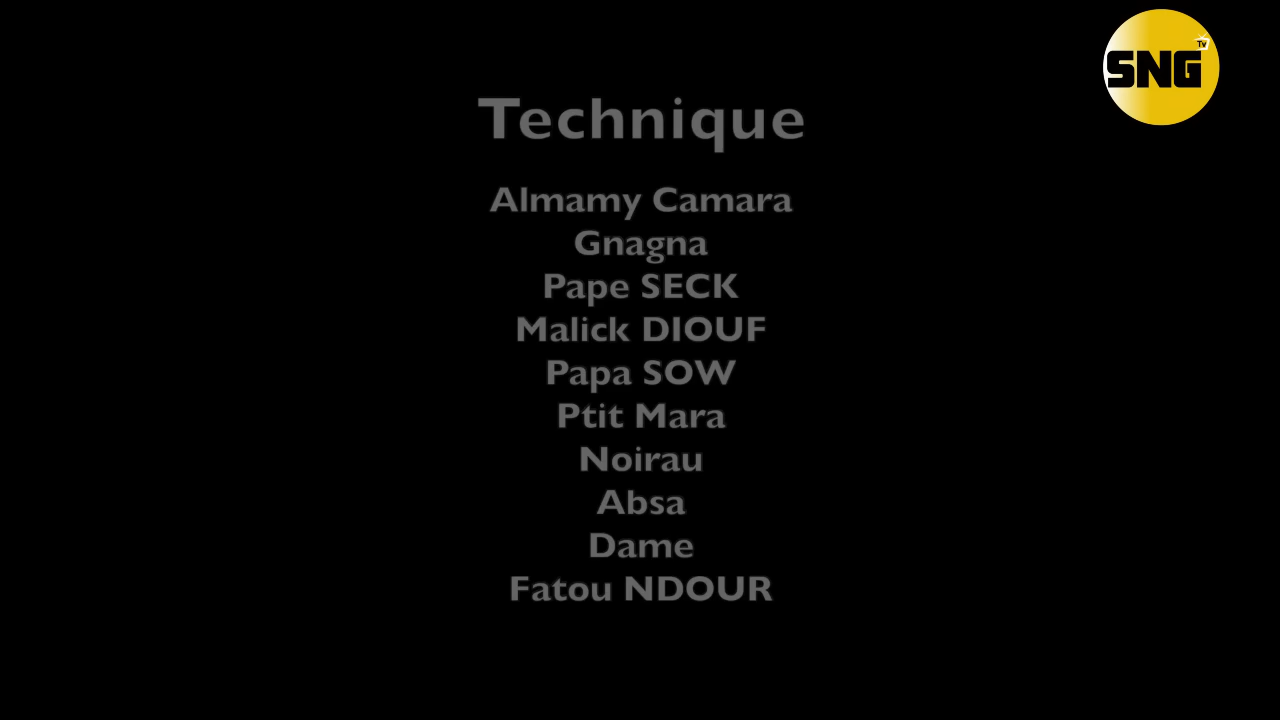 SNG
Tv
Technique
Almamy Camara
Gnagna
Pape SECK
Malick DIOUF
Papa SOW
Ptit Mara
Noirau
Absa
Dame
Fatou NDOUR